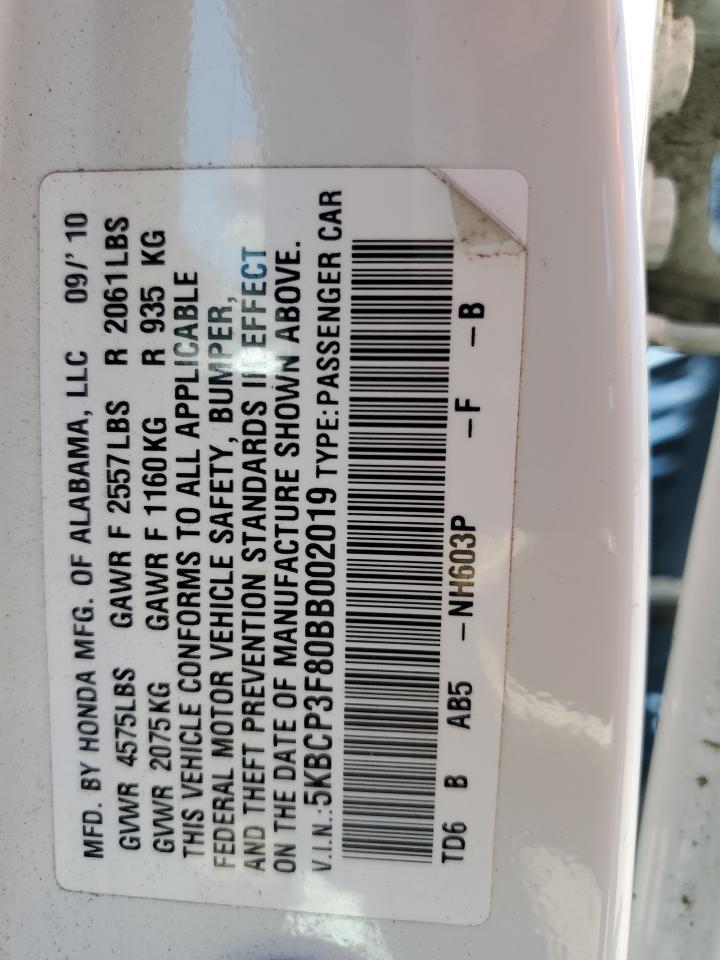 MFD. BY HONDA MFG. OF ALABAMA, LLC 09/' 10
GVWR 4575LBS GAWR F 2557LBS R 2061LBS
GVWR 2075KG GAWR F 1160KG R 935 KG
THIS VEHICLE CONFORMS TO ALL APPLICABLE
FEDERAL MOTOR VEHICLE SAFETY, BUMPER,
AND THEFT PREVENTION STANDARDS IN EFFECT
ON THE DATE OF MANUFACTURE SHOWN ABOVE.
V.I.N.: 5KBCP3F80BB002019 TYPE: PASSENGER CAR
TD6 B AB5 -NH603P -F -B